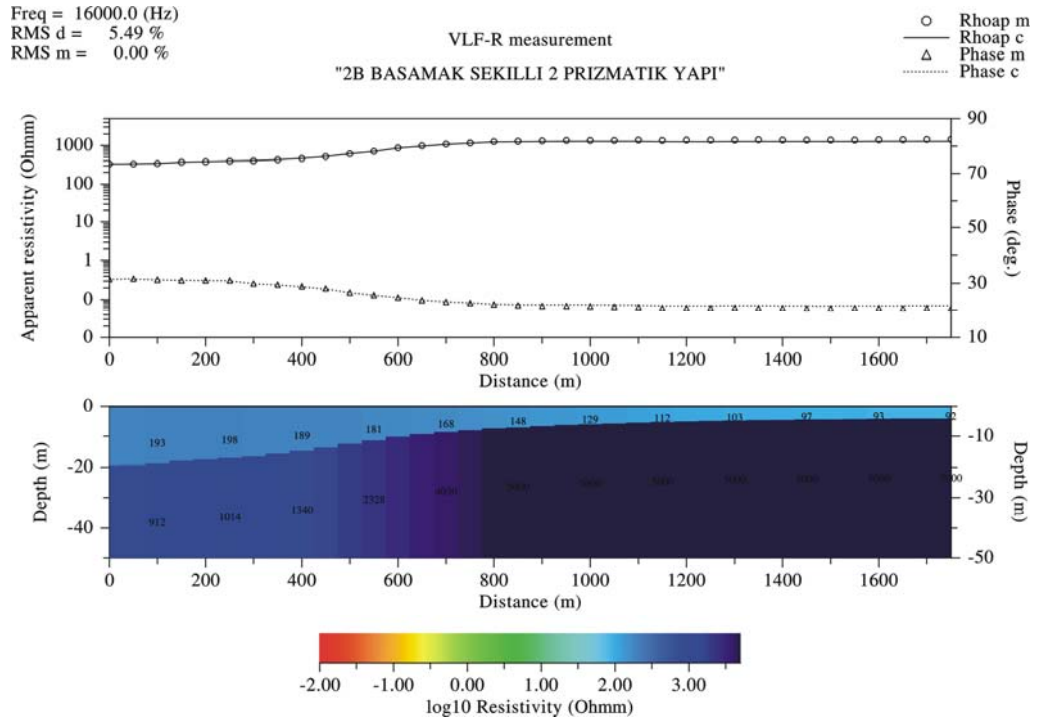 Freq = 16000.0 (Hz)
RMS d = 5.49 %
RMS m = 0.00 %
VLF-R measurement
"2B BASAMAK SEKILLI 2 PRIZMATIK YAPI"
Rhoap m
Rhoap c
Phase m
Phase c
Apparent resistivity (Ohmm)
1000
100
10
1
0
0
Phase (deg.)
90
70
50
30
10
0 200 400 600 800 1000 1200 1400 1600
Distance (m)
Depth (m)
0
-20
-40
Depth (m)
-10
-30
-50
193 198 189 181 168 148 129 112 103 97 93 92
912 1014 1340 2328
0 200 400 600 800 1000 1200 1400 1600
Distance (m)
-2.00 -1.00 0.00 1.00 2.00 3.00
log10 Resistivity (Ohmm)